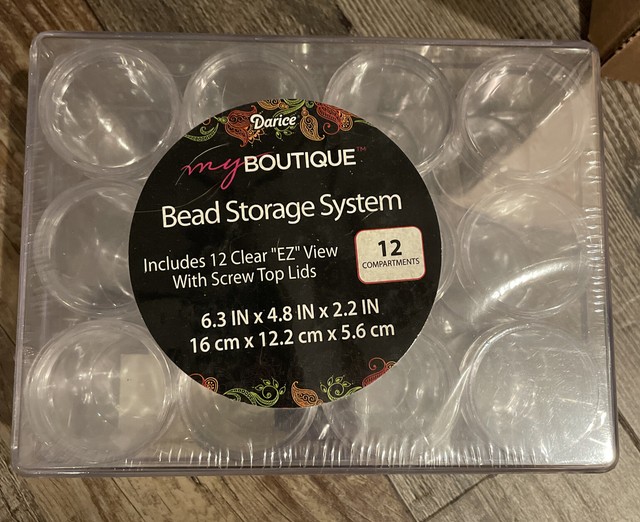 Darice
my BOUTIQUE™
Bead Storage System
Includes 12 Clear "EZ" View
With Screw Top Lids
12
COMPARTMENTS
6.3 IN x 4.8 IN x 2.2 IN
16 cm x 12.2 cm x 5.6 cm